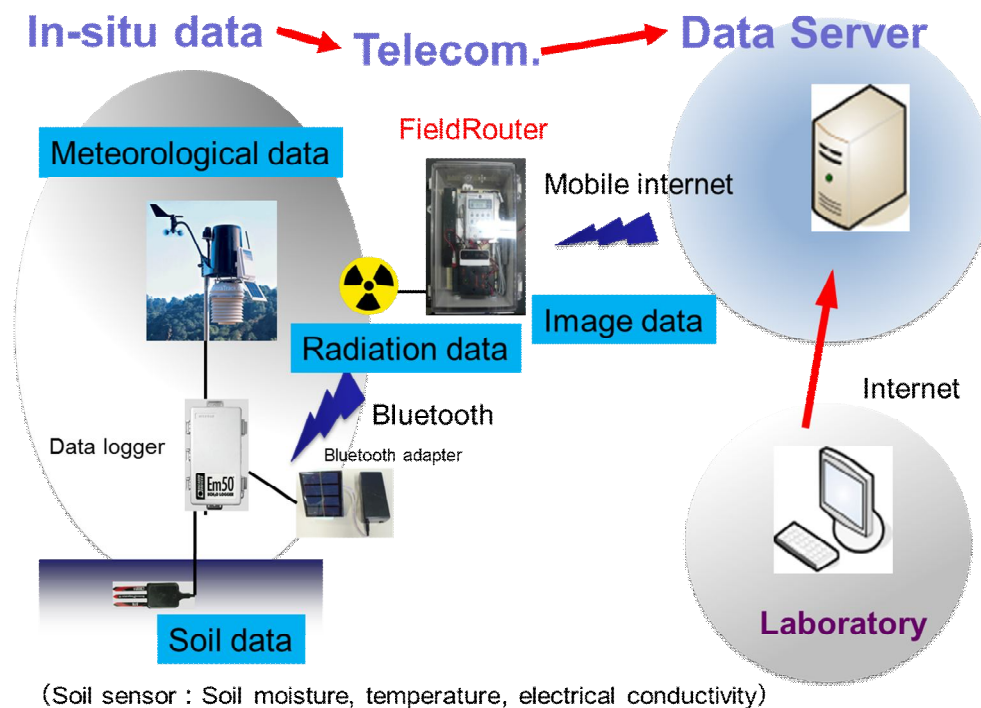 In-situ data
Telecom.
Data Server
FieldRouter
Meteorological data
Mobile internet
Image data
Radiation data
Internet
Bluetooth
Data logger
Bluetooth adapter
Em50
Laboratory
Soil data
(Soil sensor : Soil moisture, temperature, electrical conductivity)